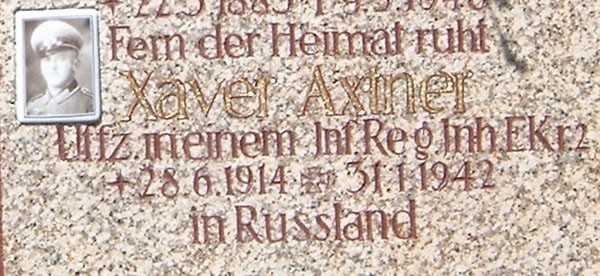 Fern der Heimat ruht
Xaver Axtner
Uffz. in einem Inf. Reg. Inh. E Kr 2
+ 28.6.1914 ✠ 31.1.1942
in Russland